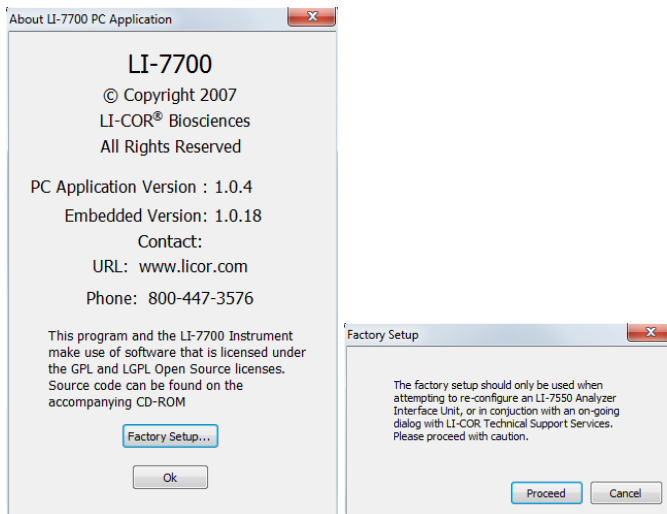 About LI-7700 PC Application
LI-7700
© Copyright 2007
LI-COR® Biosciences
All Rights Reserved
PC Application Version : 1.0.4
Embedded Version: 1.0.18
Contact:
URL: www.licor.com
Phone: 800-447-3576
This program and the LI-7700 Instrument
make use of software that is licensed under
the GPL and LGPL Open Source licenses.
Source code can be found on the
accompanying CD-ROM
Factory Setup...
Ok
Factory Setup
The factory setup should only be used when
attempting to re-configure an LI-7550 Analyzer
Interface Unit, or in conjuction with an on-going
dialog with LI-COR Technical Support Services.
Please proceed with caution.
Proceed
Cancel